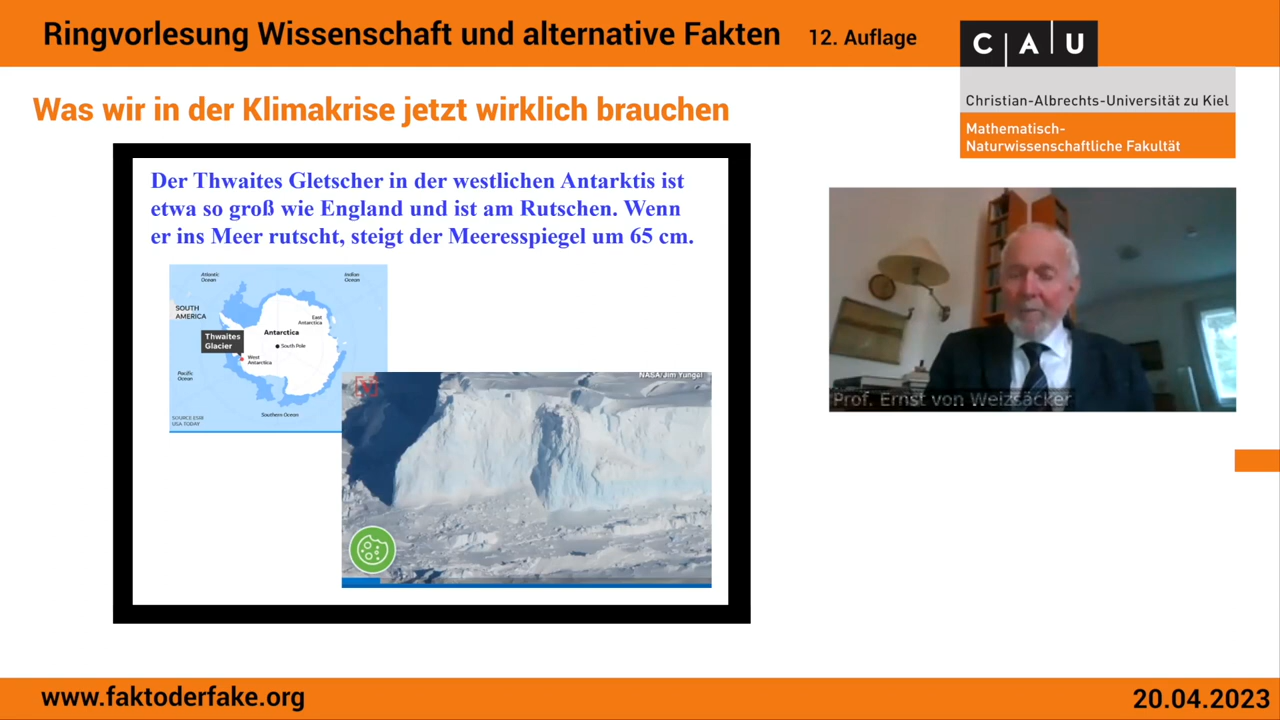 Ringvorlesung Wissenschaft und alternative Fakten 12. Auflage
C A U
Christian-Albrechts-Universität zu Kiel
Mathematisch-
Naturwissenschaftliche Fakultät
Was wir in der Klimakrise jetzt wirklich brauchen
Der Thwaites Gletscher in der westlichen Antarktis ist
etwa so groß wie England und ist am Rutschen. Wenn
er ins Meer rutscht, steigt der Meeresspiegel um 65 cm.
Atlantic
Ocean
Indian
Ocean
SOUTH
AMERICA
East
Antarctica
Antarctica
Thwaites
Glacier
South Pole
West
Antarctica
Pacific
Ocean
Southern Ocean
SOURCE ESRI
USA TODAY
NASA/Jim Yungel
Prof. Ernst von Weizsäcker
www.faktoderfake.org
20.04.2023